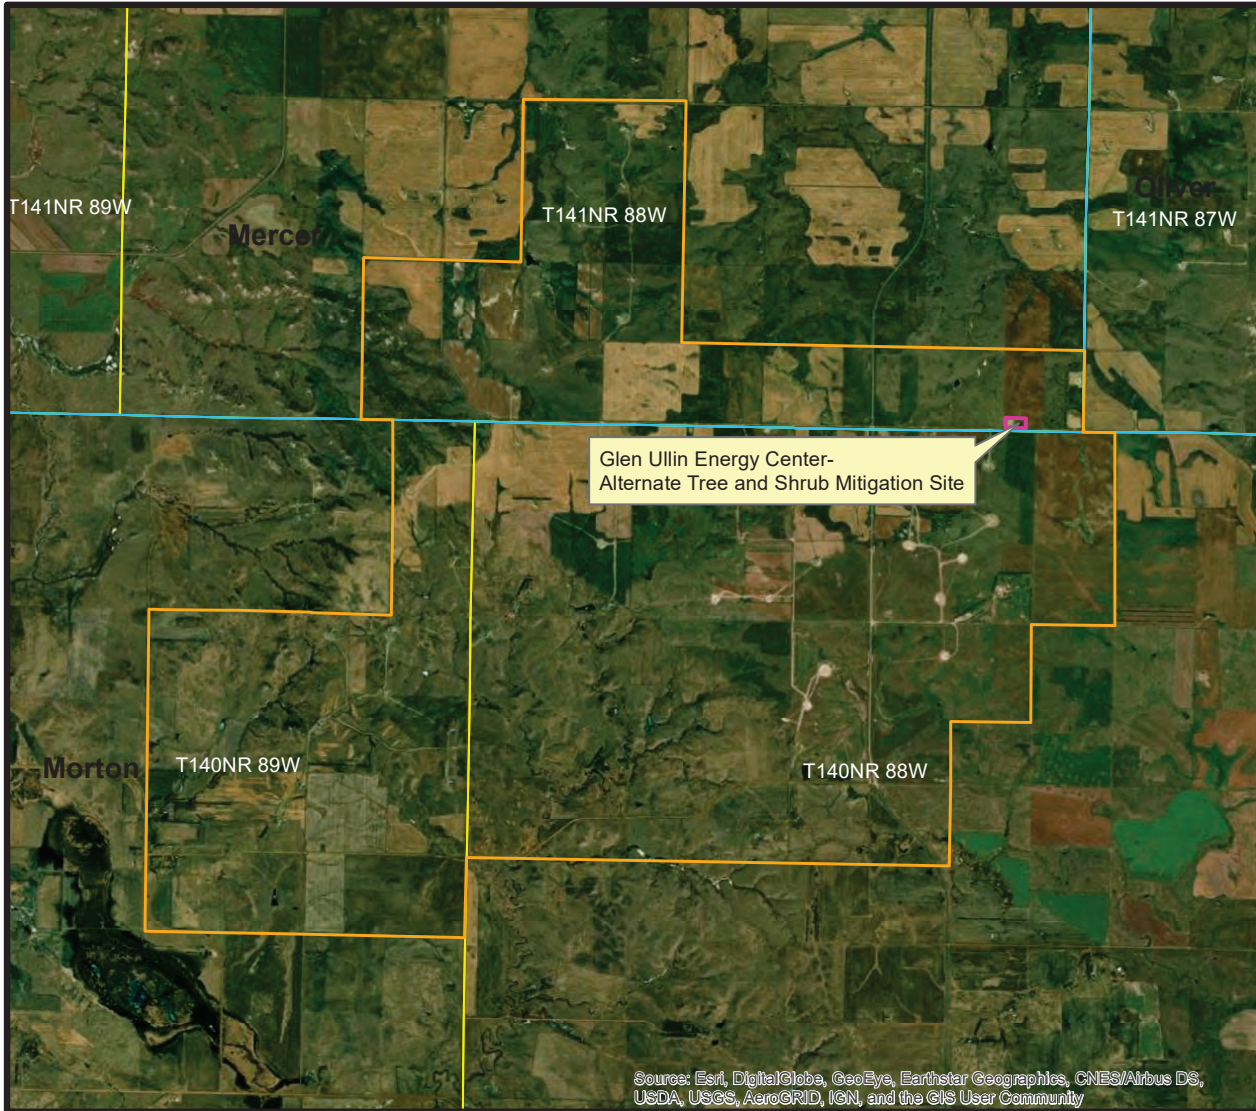 Oliver
T141NR 89W
T141NR 88W
T141NR 87W
Mercer
Glen Ullin Energy Center-
Alternate Tree and Shrub Mitigation Site
Morton
T140NR 89W
T140NR 88W
Source: Esri, DigitalGlobe, GeoEye, Earthstar Geographics, CNES/Airbus DS,
USDA, USGS, AeroGRID, IGN, and the GIS User Community